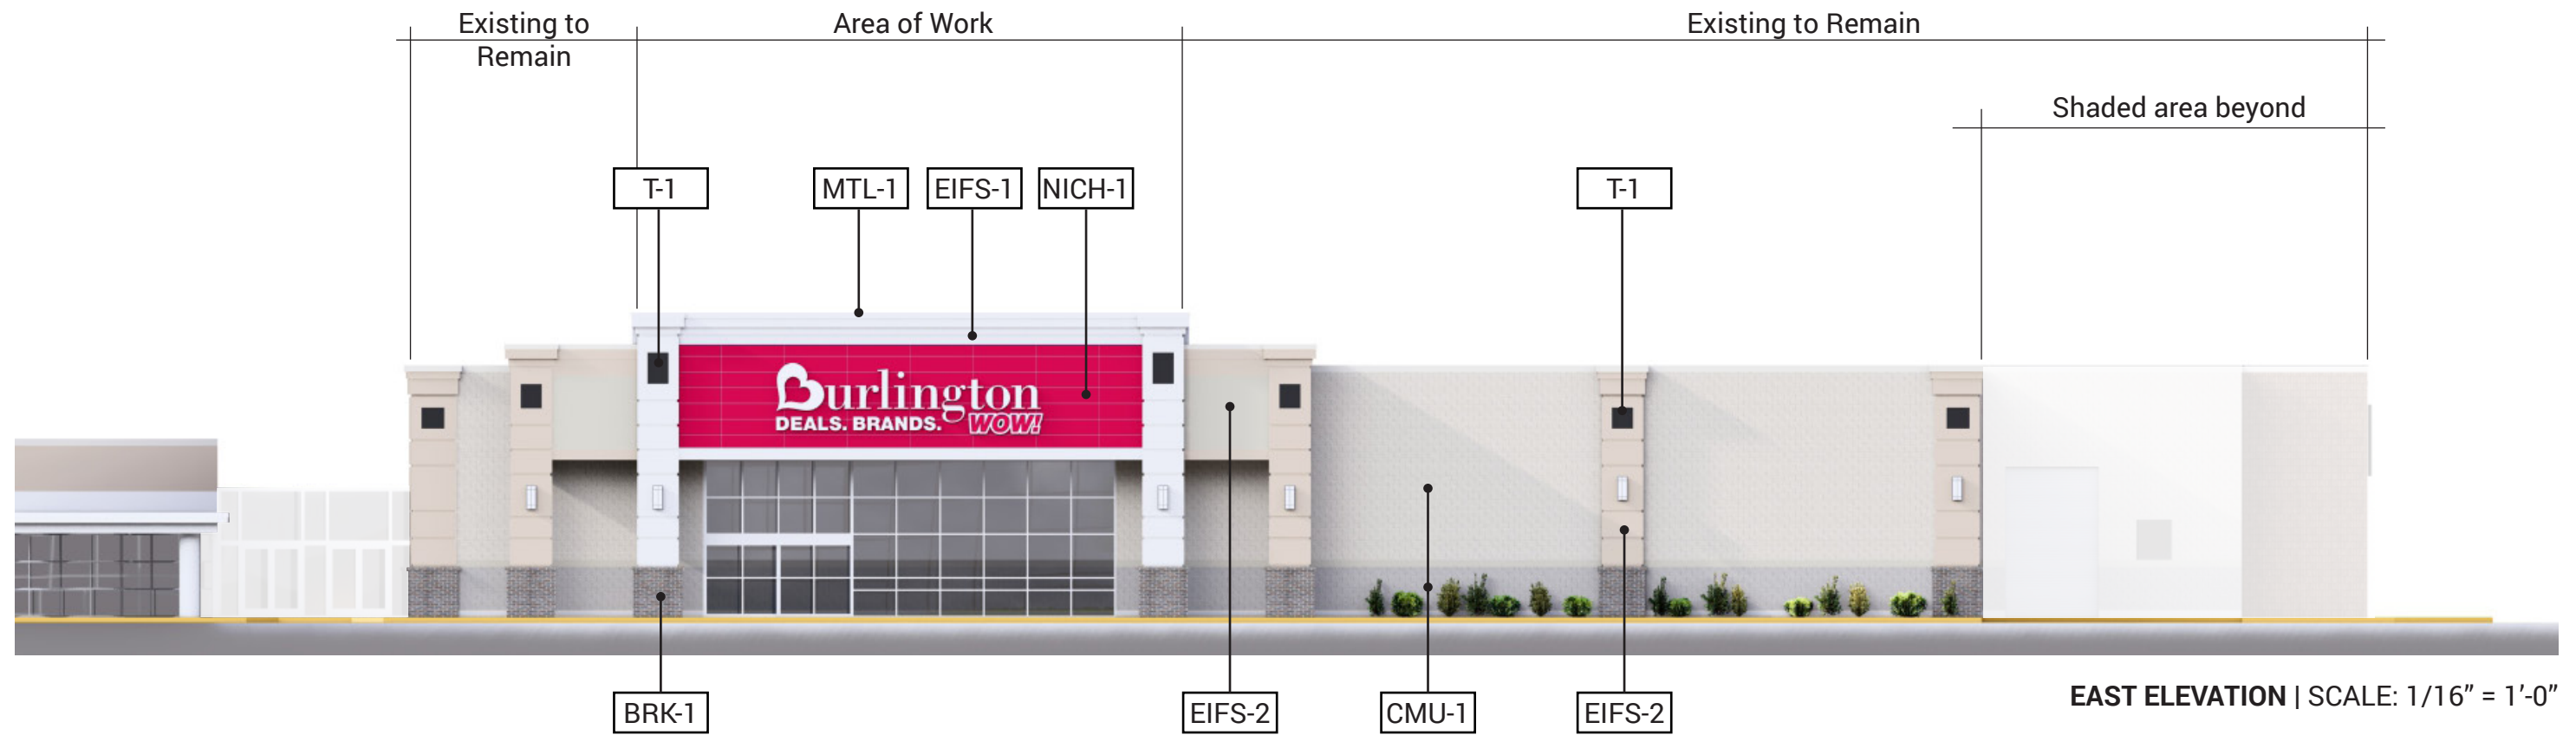 Existing to
Remain
Area of Work
Existing to Remain
Shaded area beyond
T-1
MTL-1
EIFS-1
NICH-1
T-1
Burlington
DEALS. BRANDS. WOW!
BRK-1
EIFS-2
CMU-1
EIFS-2
EAST ELEVATION | SCALE: 1/16” = 1’-0”